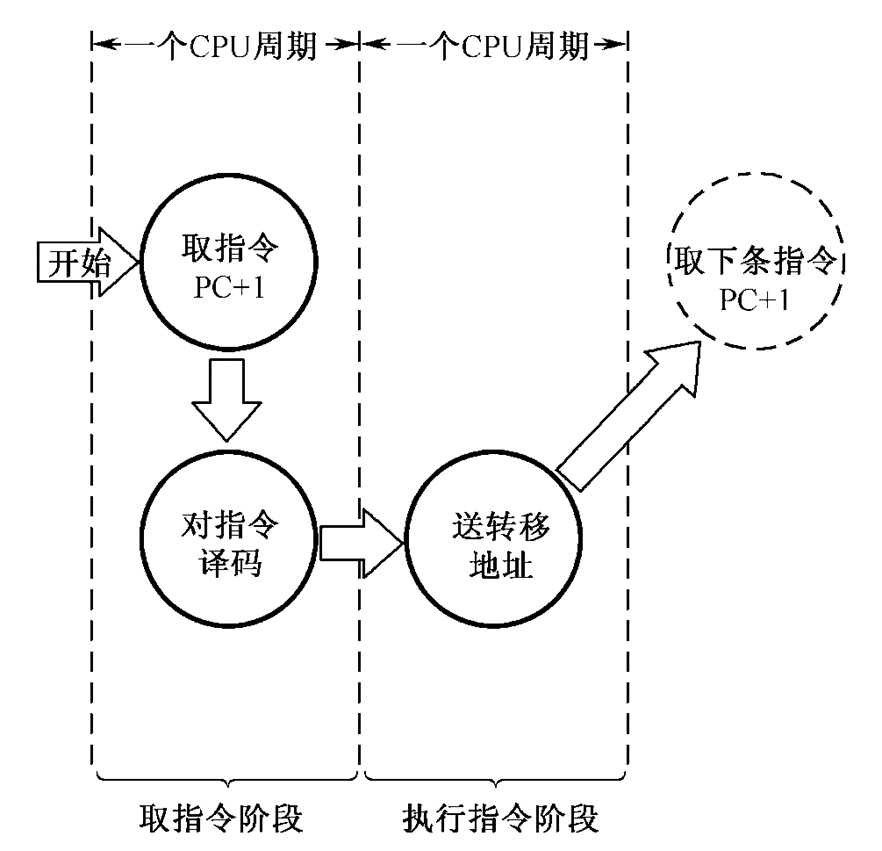 一个CPU周期
一个CPU周期
开始
取指令
PC+1
取下条指令
PC+1
对指令
译码
送转移
地址
取指令阶段
执行指令阶段